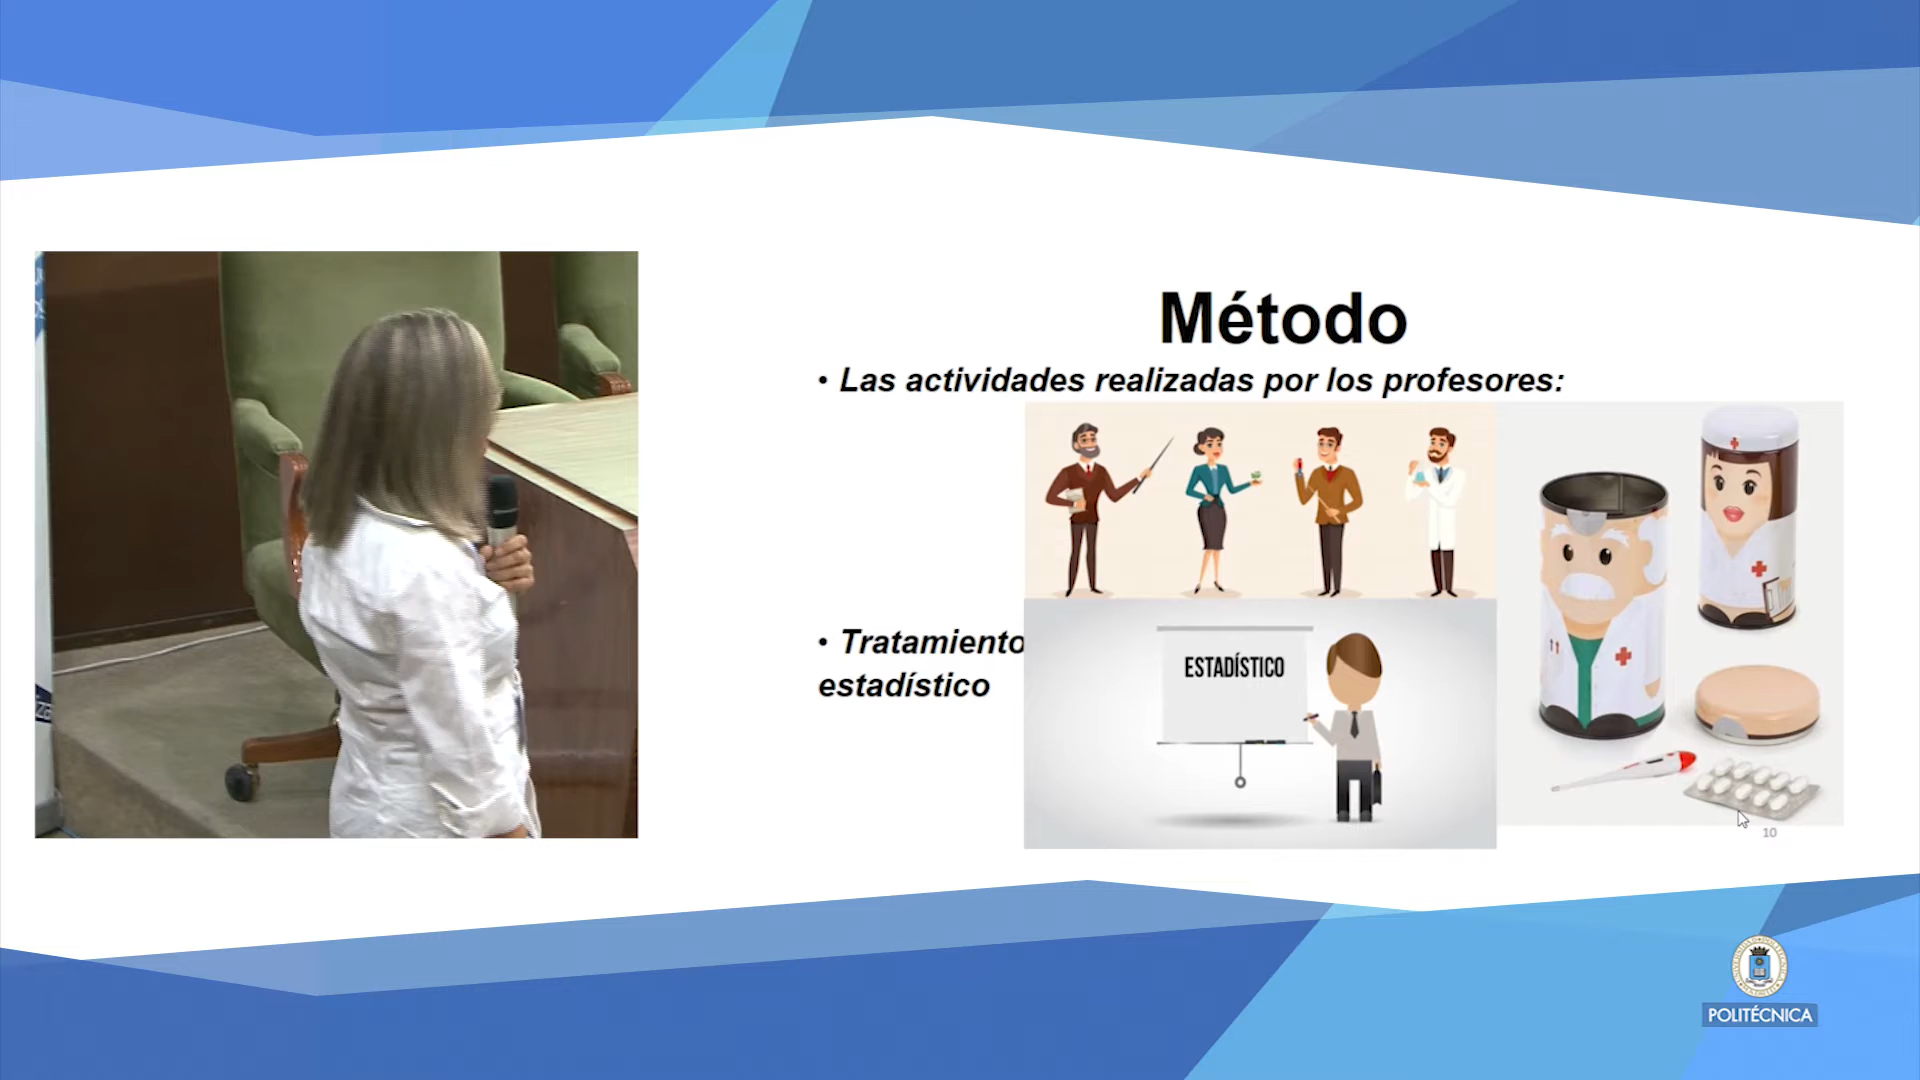 Método
• Las actividades realizadas por los profesores:
• Tratamiento
estadístico
ESTADÍSTICO
10
POLITÉCNICA